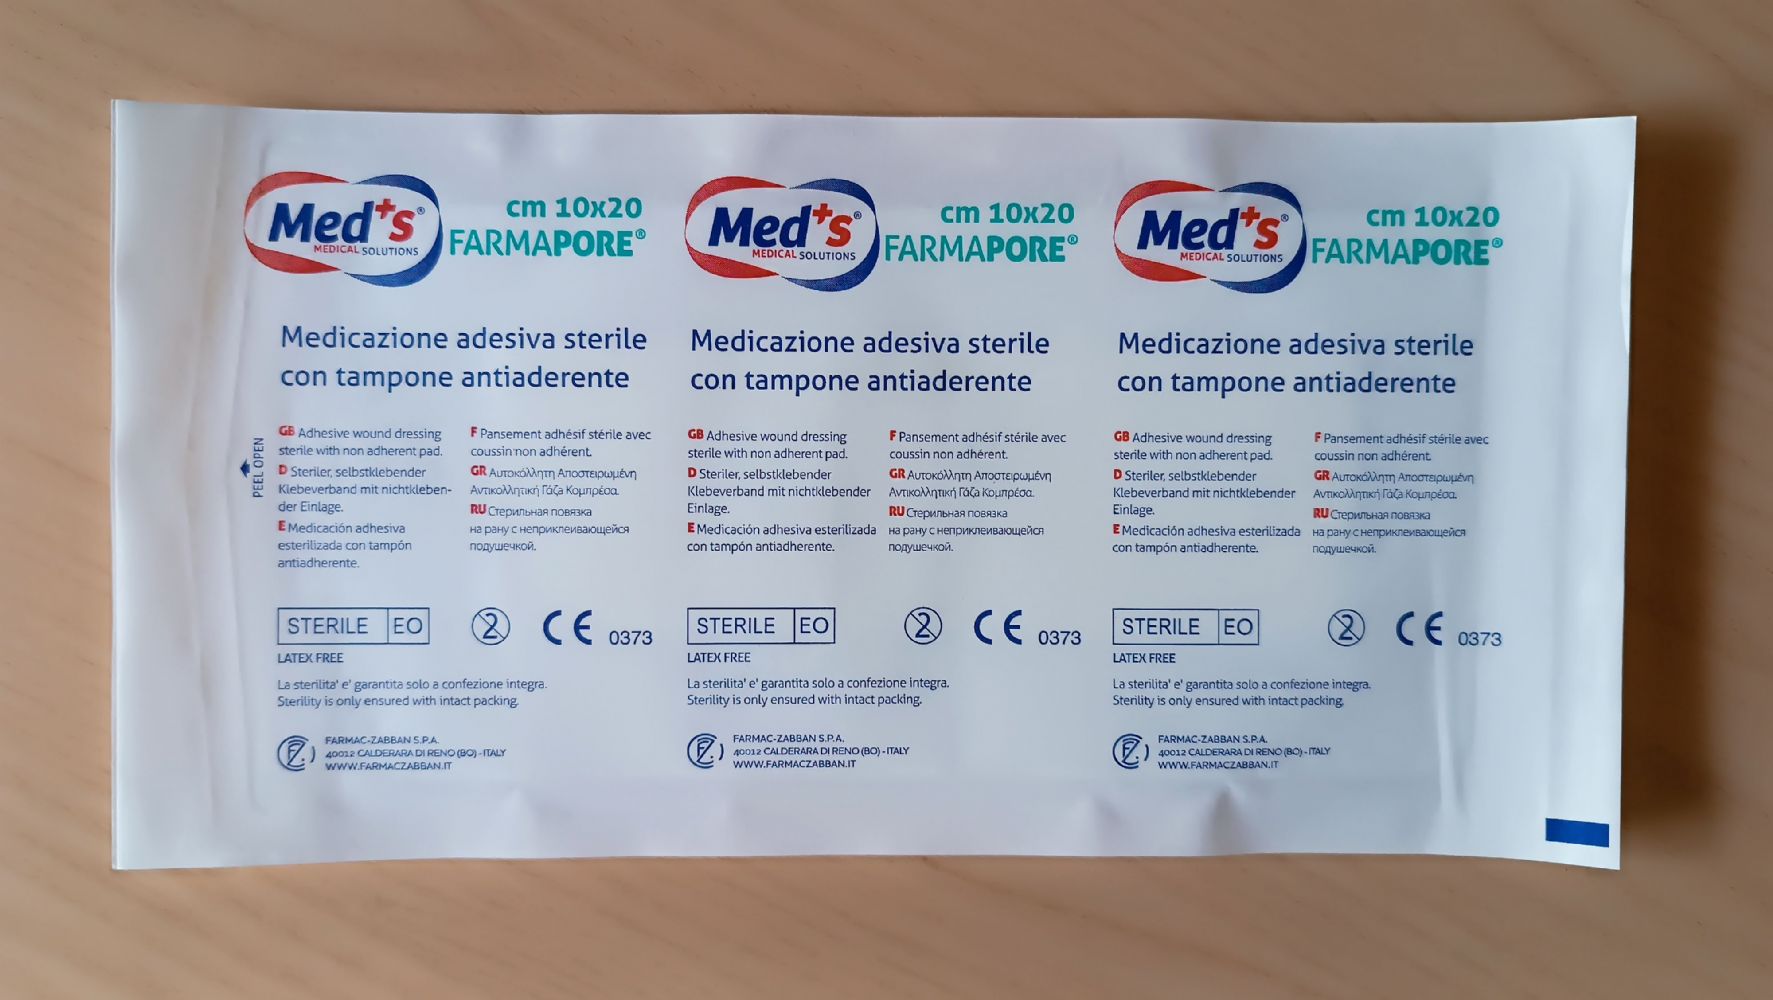 Med+s®
MEDICAL SOLUTIONS
cm 10x20
FARMAPORE®
Medicazione adesiva sterile
con tampone antiaderente
PEEL OPEN
GB Adhesive wound dressing
sterile with non adherent pad.
D Steriler, selbstklebender
Klebeverband mit nichtkleben-
der Einlage.
E Medicación adhesiva
esterilizada con tampón
antiadherente.
F Pansement adhésif stérile avec
coussin non adhérent.
GR Αυτοκόλλητη Αποστειρωμένη
Αντικολλητική Γάζα Κομπρέσα.
RU Стерильная повязка
на рану с неприклеивающейся
подушечкой.
STERILE EO
2
CE 0373
LATEX FREE
La sterilita' e' garantita solo a confezione integra.
Sterility is only ensured with intact packing.
FARMAC-ZABBAN S.P.A.
40012 CALDERARA DI RENO (BO) - ITALY
WWW.FARMACZABBAN.IT
Med+s®
MEDICAL SOLUTIONS
cm 10x20
FARMAPORE®
Medicazione adesiva sterile
con tampone antiaderente
GB Adhesive wound dressing
sterile with non adherent pad.
D Steriler, selbstklebender
Klebeverband mit nichtklebender
Einlage.
E Medicación adhesiva esterilizada
con tampón antiadherente.
F Pansement adhésif stérile avec
coussin non adhérent.
GR Αυτοκόλλητη Αποστειρωμένη
Αντικολλητική Γάζα Κομπρέσα.
RU Стерильная повязка
на рану с неприклеивающейся
подушечкой.
STERILE EO
2
CE 0373
LATEX FREE
La sterilita' e' garantita solo a confezione integra.
Sterility is only ensured with intact packing.
FARMAC-ZABBAN S.P.A.
40012 CALDERARA DI RENO (BO) - ITALY
WWW.FARMACZABBAN.IT
Med+s®
MEDICAL SOLUTIONS
cm 10x20
FARMAPORE®
Medicazione adesiva sterile
con tampone antiaderente
GB Adhesive wound dressing
sterile with non adherent pad.
D Steriler, selbstklebender
Klebeverband mit nichtklebender
Einlage.
E Medicación adhesiva esterilizada
con tampón antiadherente.
F Pansement adhésif stérile avec
coussin non adhérent.
GR Αυτοκόλλητη Αποστειρωμένη
Αντικολλητική Γάζα Κομπρέσα.
RU Стерильная повязка
на рану с неприклеивающейся
подушечкой.
STERILE EO
2
CE 0373
LATEX FREE
La sterilita' e' garantita solo a confezione integra.
Sterility is only ensured with intact packing.
FARMAC-ZABBAN S.P.A.
40012 CALDERARA DI RENO (BO) - ITALY
WWW.FARMACZABBAN.IT